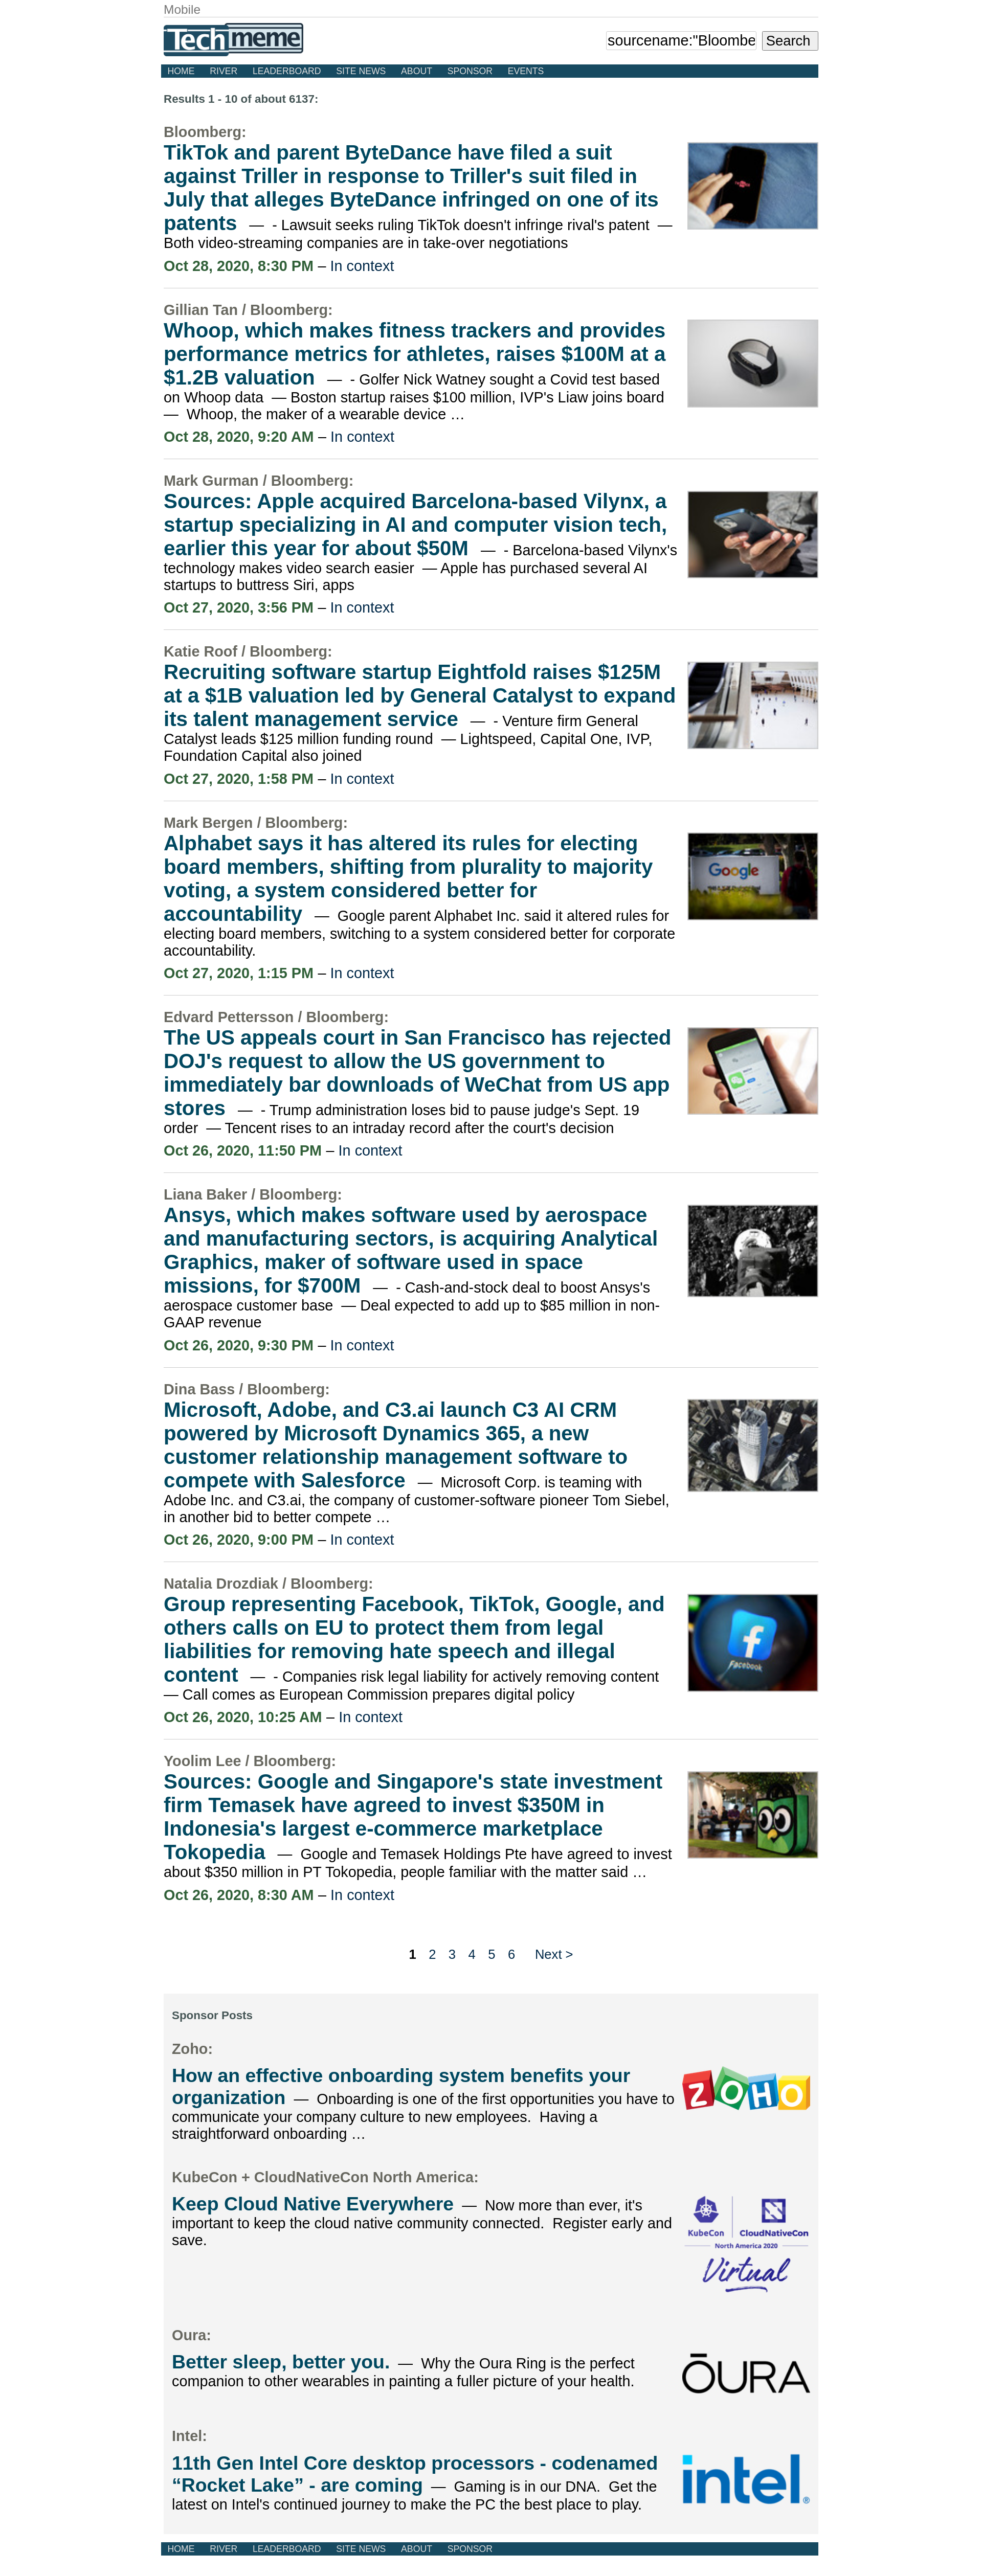 Mobile
Techmeme
sourcename:"Bloombe
Search
HOME RIVER LEADERBOARD SITE NEWS ABOUT SPONSOR EVENTS
Results 1 - 10 of about 6137:
Bloomberg:
TikTok and parent ByteDance have filed a suit
against Triller in response to Triller's suit filed in
July that alleges ByteDance infringed on one of its
patents — - Lawsuit seeks ruling TikTok doesn't infringe rival's patent —
Both video-streaming companies are in take-over negotiations
Oct 28, 2020, 8:30 PM – In context
Gillian Tan / Bloomberg:
Whoop, which makes fitness trackers and provides
performance metrics for athletes, raises $100M at a
$1.2B valuation — - Golfer Nick Watney sought a Covid test based
on Whoop data — Boston startup raises $100 million, IVP's Liaw joins board
— Whoop, the maker of a wearable device …
Oct 28, 2020, 9:20 AM – In context
Mark Gurman / Bloomberg:
Sources: Apple acquired Barcelona-based Vilynx, a
startup specializing in AI and computer vision tech,
earlier this year for about $50M — - Barcelona-based Vilynx's
technology makes video search easier — Apple has purchased several AI
startups to buttress Siri, apps
Oct 27, 2020, 3:56 PM – In context
Katie Roof / Bloomberg:
Recruiting software startup Eightfold raises $125M
at a $1B valuation led by General Catalyst to expand
its talent management service — - Venture firm General
Catalyst leads $125 million funding round — Lightspeed, Capital One, IVP,
Foundation Capital also joined
Oct 27, 2020, 1:58 PM – In context
Mark Bergen / Bloomberg:
Alphabet says it has altered its rules for electing
board members, shifting from plurality to majority
voting, a system considered better for
accountability — Google parent Alphabet Inc. said it altered rules for
electing board members, switching to a system considered better for corporate
accountability.
Google
Oct 27, 2020, 1:15 PM – In context
Edvard Pettersson / Bloomberg:
The US appeals court in San Francisco has rejected
DOJ's request to allow the US government to
immediately bar downloads of WeChat from US app
stores — - Trump administration loses bid to pause judge's Sept. 19
order — Tencent rises to an intraday record after the court's decision
Oct 26, 2020, 11:50 PM – In context
Liana Baker / Bloomberg:
Ansys, which makes software used by aerospace
and manufacturing sectors, is acquiring Analytical
Graphics, maker of software used in space
missions, for $700M — - Cash-and-stock deal to boost Ansys's
aerospace customer base — Deal expected to add up to $85 million in non-
GAAP revenue
Oct 26, 2020, 9:30 PM – In context
Dina Bass / Bloomberg:
Microsoft, Adobe, and C3.ai launch C3 AI CRM
powered by Microsoft Dynamics 365, a new
customer relationship management software to
compete with Salesforce — Microsoft Corp. is teaming with
Adobe Inc. and C3.ai, the company of customer-software pioneer Tom Siebel,
in another bid to better compete …
Oct 26, 2020, 9:00 PM – In context
Natalia Drozdiak / Bloomberg:
Group representing Facebook, TikTok, Google, and
others calls on EU to protect them from legal
liabilities for removing hate speech and illegal
content — - Companies risk legal liability for actively removing content
— Call comes as European Commission prepares digital policy
Facebook
Oct 26, 2020, 10:25 AM – In context
Yoolim Lee / Bloomberg:
Sources: Google and Singapore's state investment
firm Temasek have agreed to invest $350M in
Indonesia's largest e-commerce marketplace
Tokopedia — Google and Temasek Holdings Pte have agreed to invest
about $350 million in PT Tokopedia, people familiar with the matter said …
Oct 26, 2020, 8:30 AM – In context
1 2 3 4 5 6 Next >
Sponsor Posts
Zoho:
How an effective onboarding system benefits your
organization — Onboarding is one of the first opportunities you have to
communicate your company culture to new employees. Having a
straightforward onboarding …
ZOHO
KubeCon + CloudNativeCon North America:
Keep Cloud Native Everywhere — Now more than ever, it's
important to keep the cloud native community connected. Register early and
save.
KubeCon CloudNativeCon
North America 2020
Virtual
Oura:
Better sleep, better you. — Why the Oura Ring is the perfect
companion to other wearables in painting a fuller picture of your health.
ŌURA
Intel:
11th Gen Intel Core desktop processors - codenamed
“Rocket Lake” - are coming — Gaming is in our DNA. Get the
latest on Intel's continued journey to make the PC the best place to play.
intel®
HOME RIVER LEADERBOARD SITE NEWS ABOUT SPONSOR